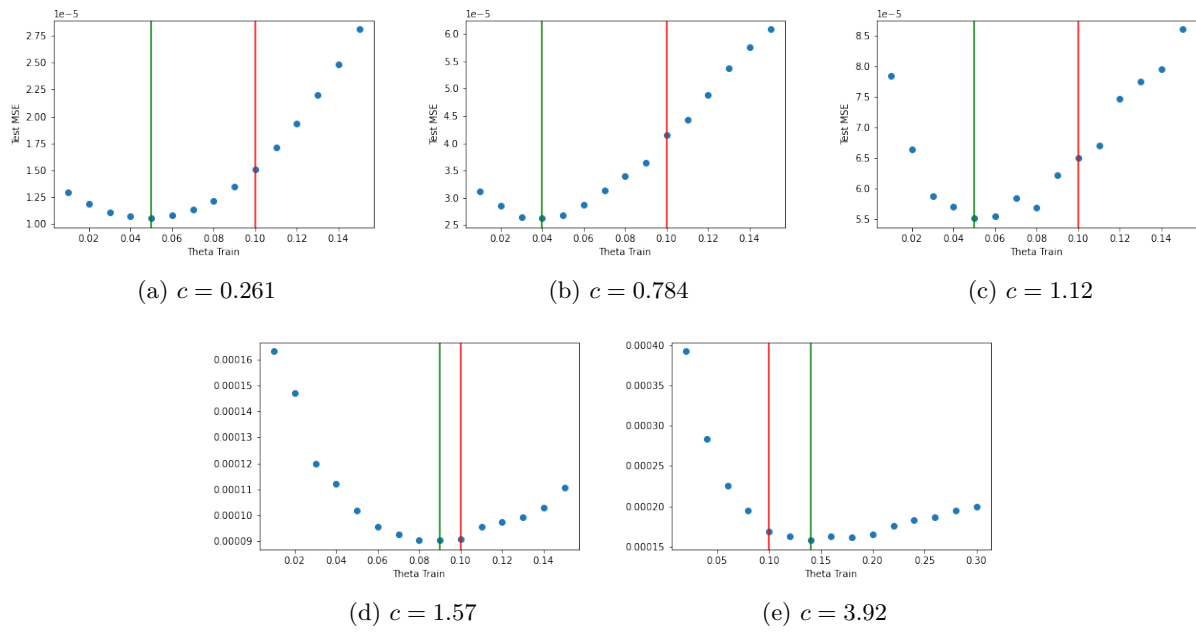 1e−5
Test MSE
2.75
2.50
2.25
2.00
1.75
1.50
1.25
1.00
0.02 0.04 0.06 0.08 0.10 0.12 0.14
Theta Train
(a) c = 0.261
1e−5
Test MSE
6.0
5.5
5.0
4.5
4.0
3.5
3.0
2.5
0.02 0.04 0.06 0.08 0.10 0.12 0.14
Theta Train
(b) c = 0.784
1e−5
Test MSE
8.5
8.0
7.5
7.0
6.5
6.0
5.5
0.02 0.04 0.06 0.08 0.10 0.12 0.14
Theta Train
(c) c = 1.12
0.00016
0.00015
0.00014
0.00013
0.00012
0.00011
0.00010
0.00009
0.02 0.04 0.06 0.08 0.10 0.12 0.14
Theta Train
(d) c = 1.57
0.00040
0.00035
0.00030
0.00025
0.00020
0.00015
0.05 0.10 0.15 0.20 0.25 0.30
Theta Train
(e) c = 3.92